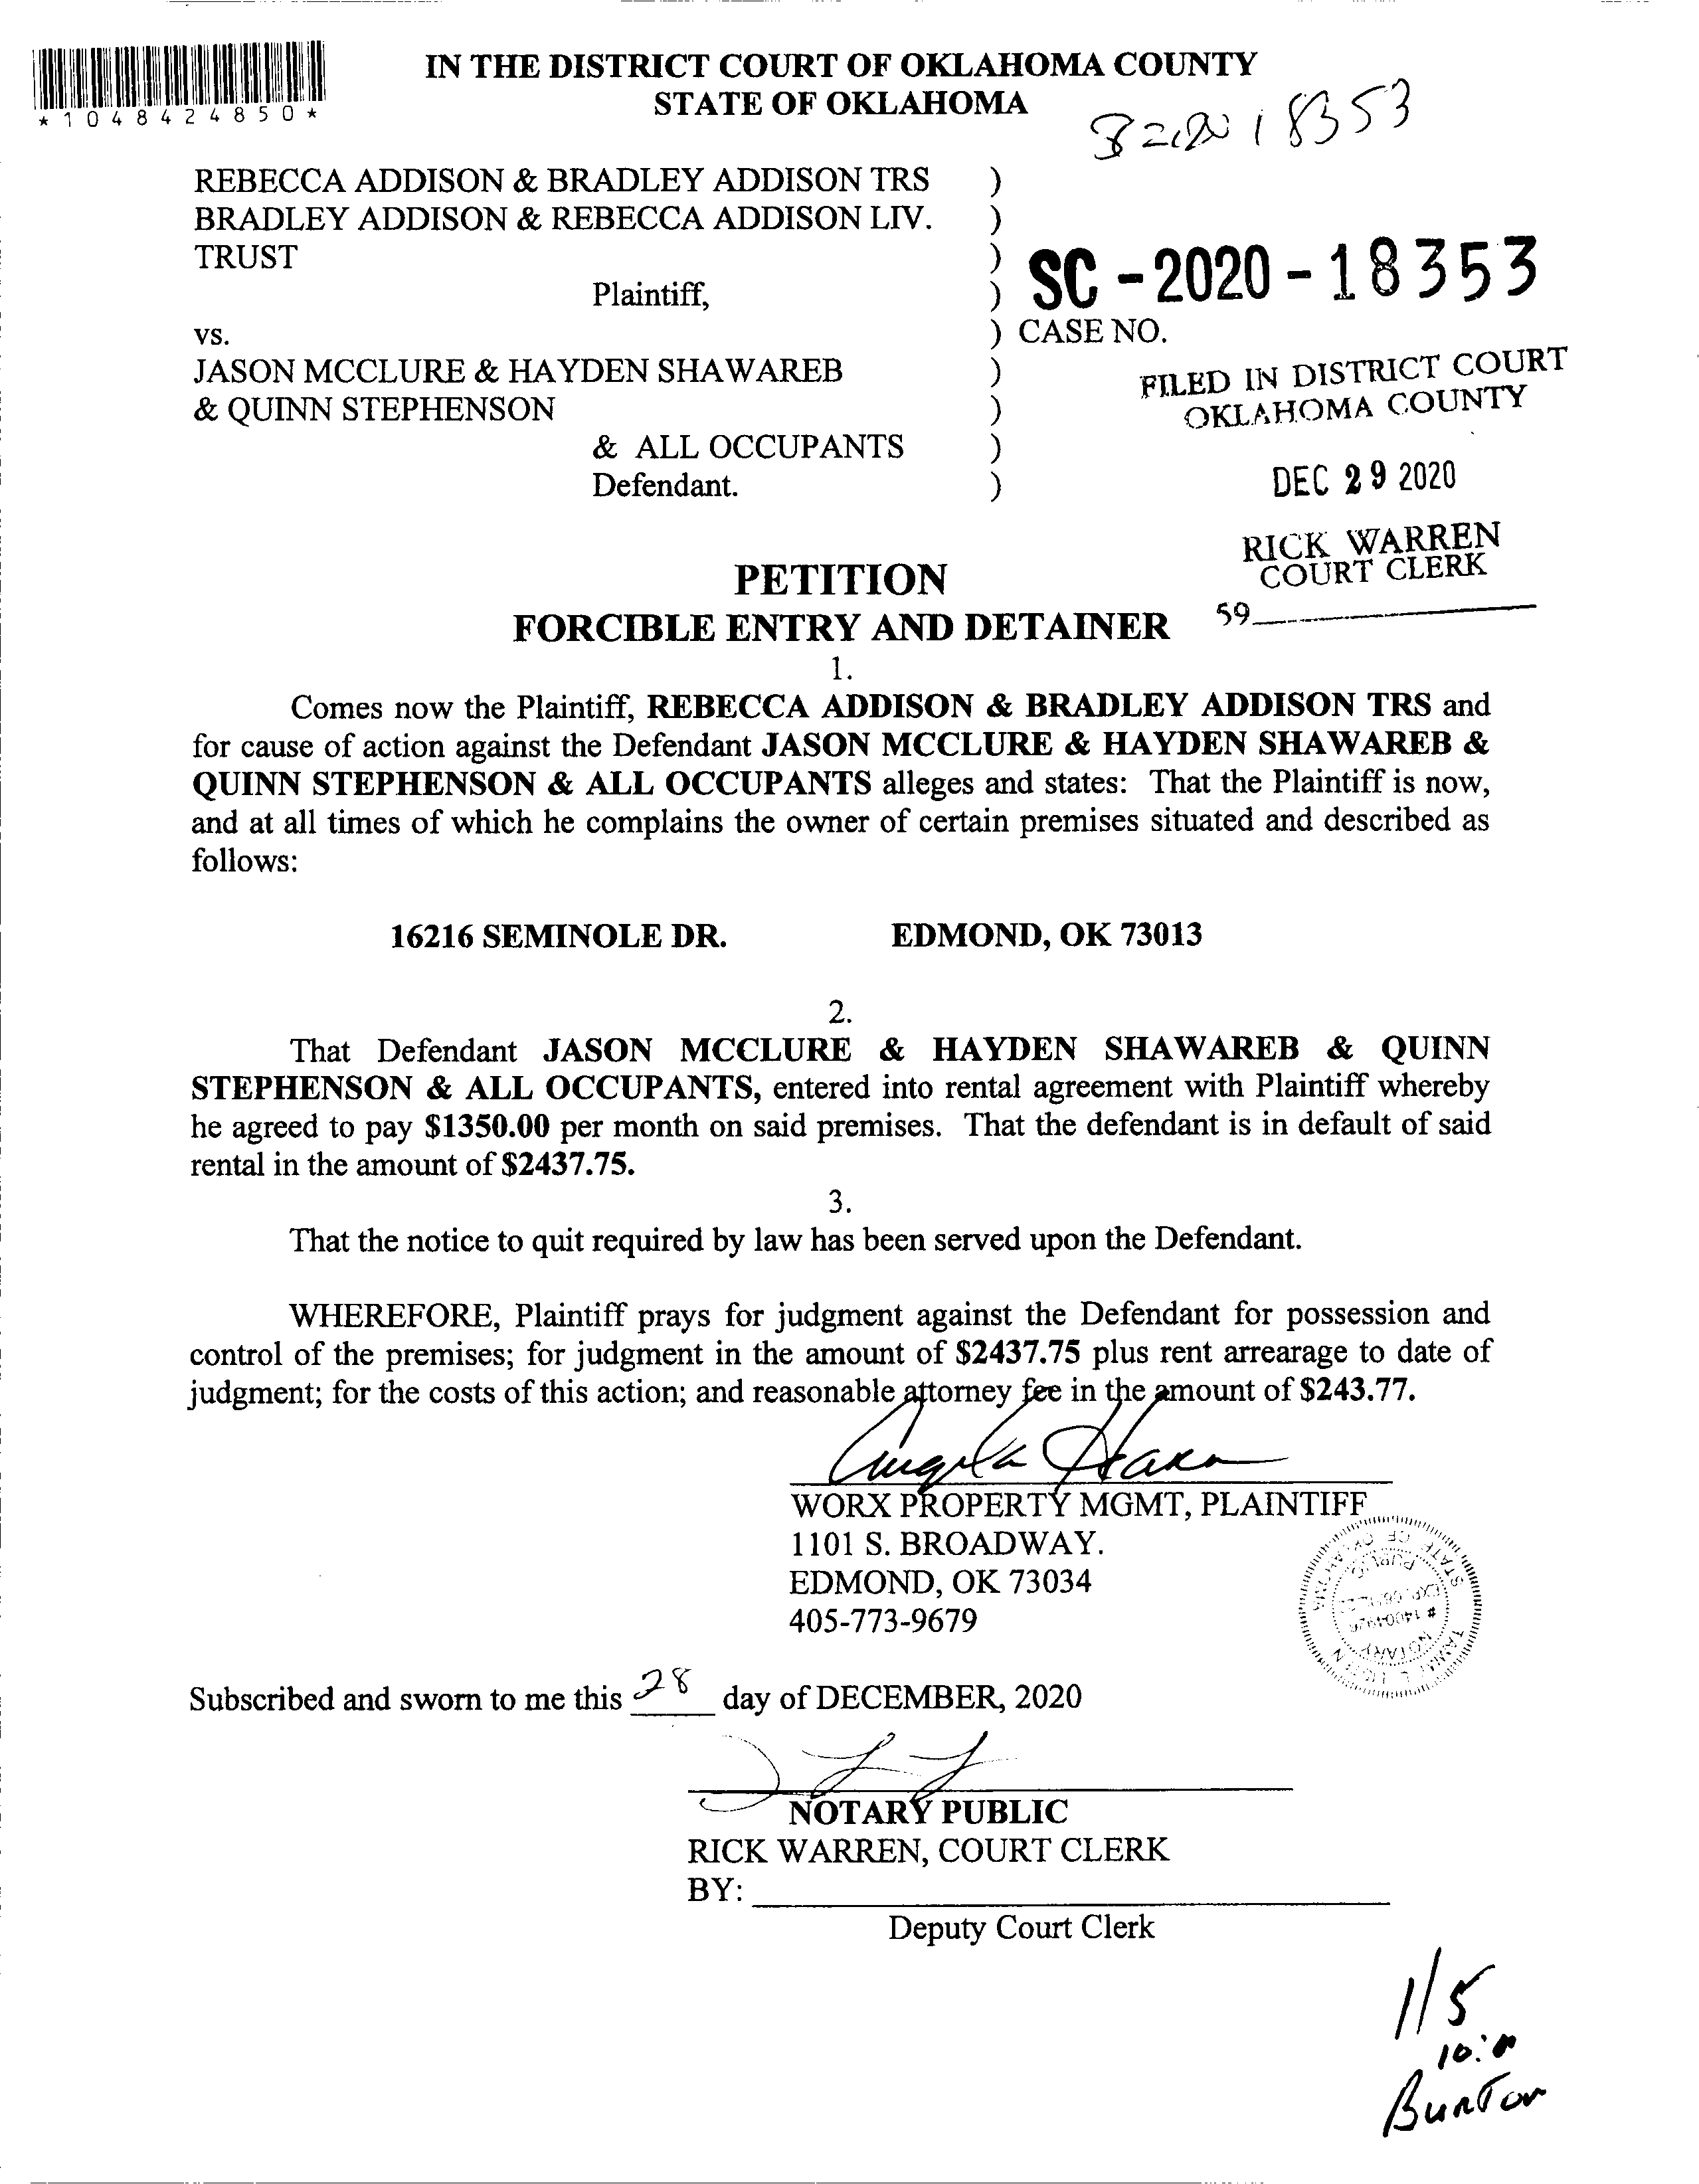 *1048424850*
IN THE DISTRICT COURT OF OKLAHOMA COUNTY
STATE OF OKLAHOMA
18353
REBECCA ADDISON & BRADLEY ADDISON TRS )
BRADLEY ADDISON & REBECCA ADDISON LIV. )
TRUST )
SC-2020-18353
Plaintiff, )
vs. ) CASE NO.
JASON MCCLURE & HAYDEN SHAWAREB )
& QUINN STEPHENSON )
& ALL OCCUPANTS )
Defendant. )
FILED IN DISTRICT COURT
OKLAHOMA COUNTY
DEC 29 2020
RICK WARREN
COURT CLERK
59
PETITION
FORCIBLE ENTRY AND DETAINER
1.
Comes now the Plaintiff, REBECCA ADDISON & BRADLEY ADDISON TRS and
for cause of action against the Defendant JASON MCCLURE & HAYDEN SHAWAREB &
QUINN STEPHENSON & ALL OCCUPANTS alleges and states: That the Plaintiff is now,
and at all times of which he complains the owner of certain premises situated and described as
follows:
16216 SEMINOLE DR. EDMOND, OK 73013
2.
That Defendant JASON MCCLURE & HAYDEN SHAWAREB & QUINN
STEPHENSON & ALL OCCUPANTS, entered into rental agreement with Plaintiff whereby
he agreed to pay $1350.00 per month on said premises. That the defendant is in default of said
rental in the amount of $2437.75.
3.
That the notice to quit required by law has been served upon the Defendant.
WHEREFORE, Plaintiff prays for judgment against the Defendant for possession and
control of the premises; for judgment in the amount of $2437.75 plus rent arrearage to date of
judgment; for the costs of this action; and reasonable attorney fee in the amount of $243.77.
Angela
WORX PROPERTY MGMT, PLAINTIFF
1101 S. BROADWAY.
EDMOND, OK 73034
405-773-9679
STATE OF OKLAHOMA
PUBLIC
NOTARY
Subscribed and sworn to me this 28 day of DECEMBER, 2020
NOTARY PUBLIC
RICK WARREN, COURT CLERK
BY:
Deputy Court Clerk
1/5
Burton